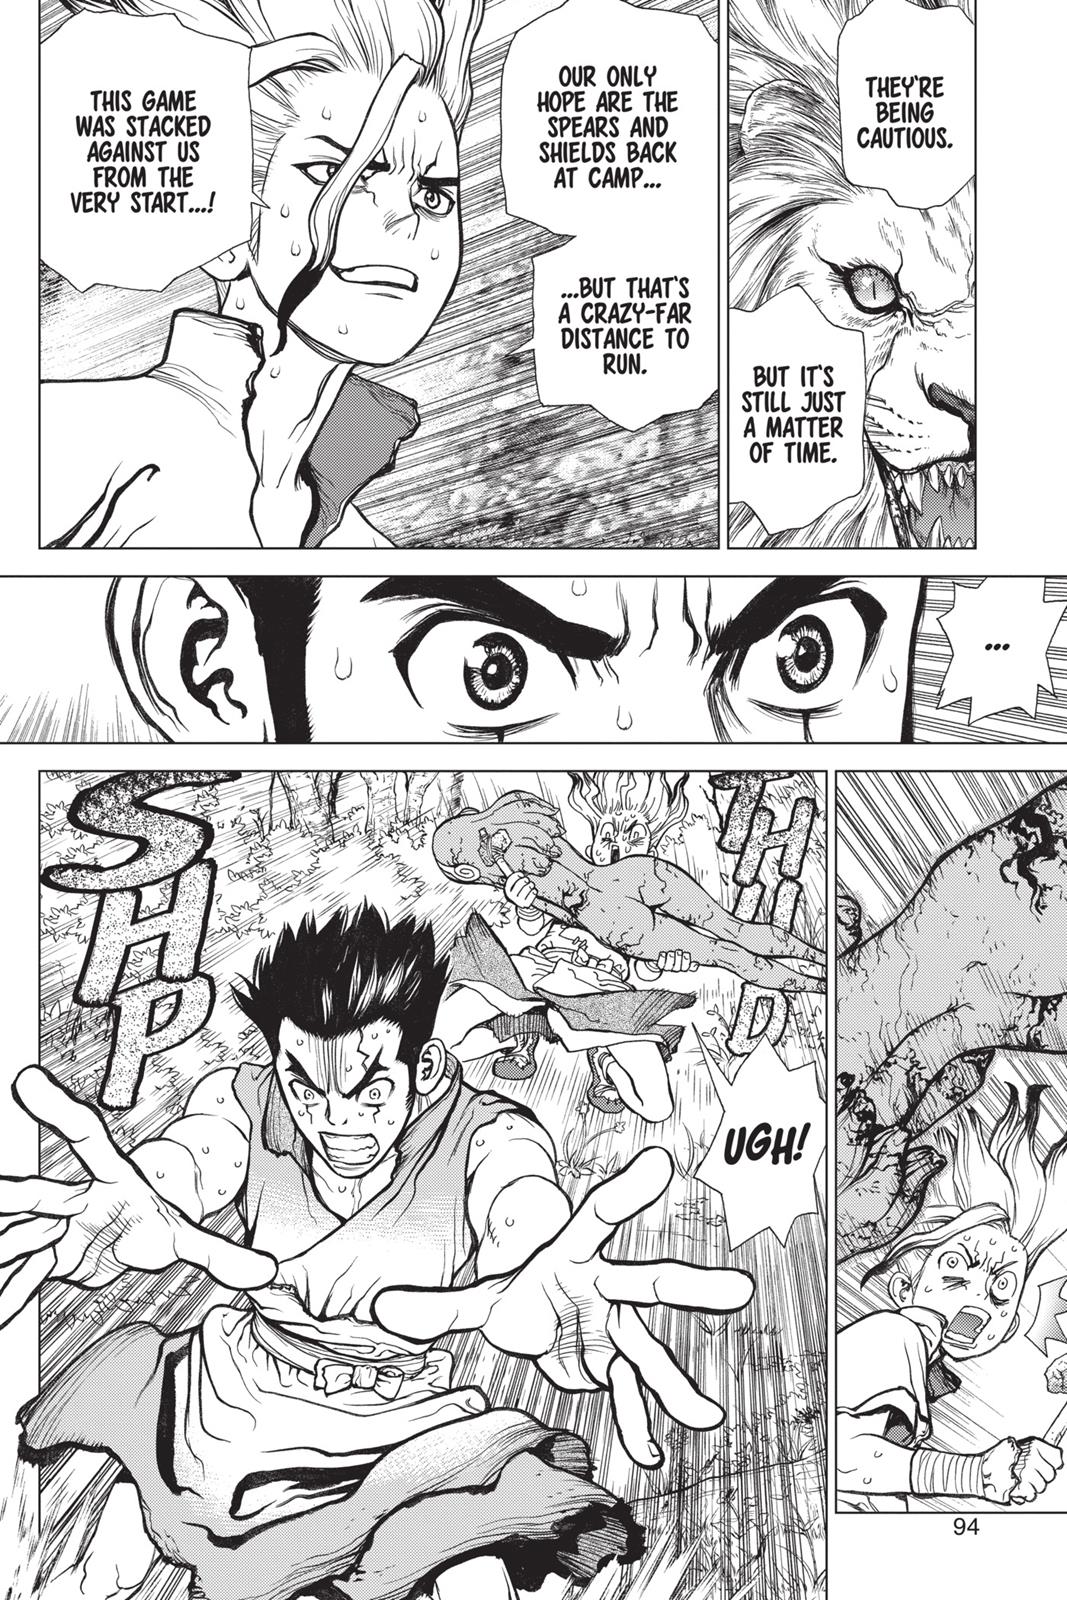 THEY'RE
BEING
CAUTIOUS.
BUT IT'S
STILL JUST
A MATTER
OF TIME.
OUR ONLY
HOPE ARE THE
SPEARS AND
SHIELDS BACK
AT CAMP...
...BUT THAT'S
A CRAZY-FAR
DISTANCE TO
RUN.
THIS GAME
WAS STACKED
AGAINST US
FROM THE
VERY START...!
...
THUD
UGH!
SHP
94